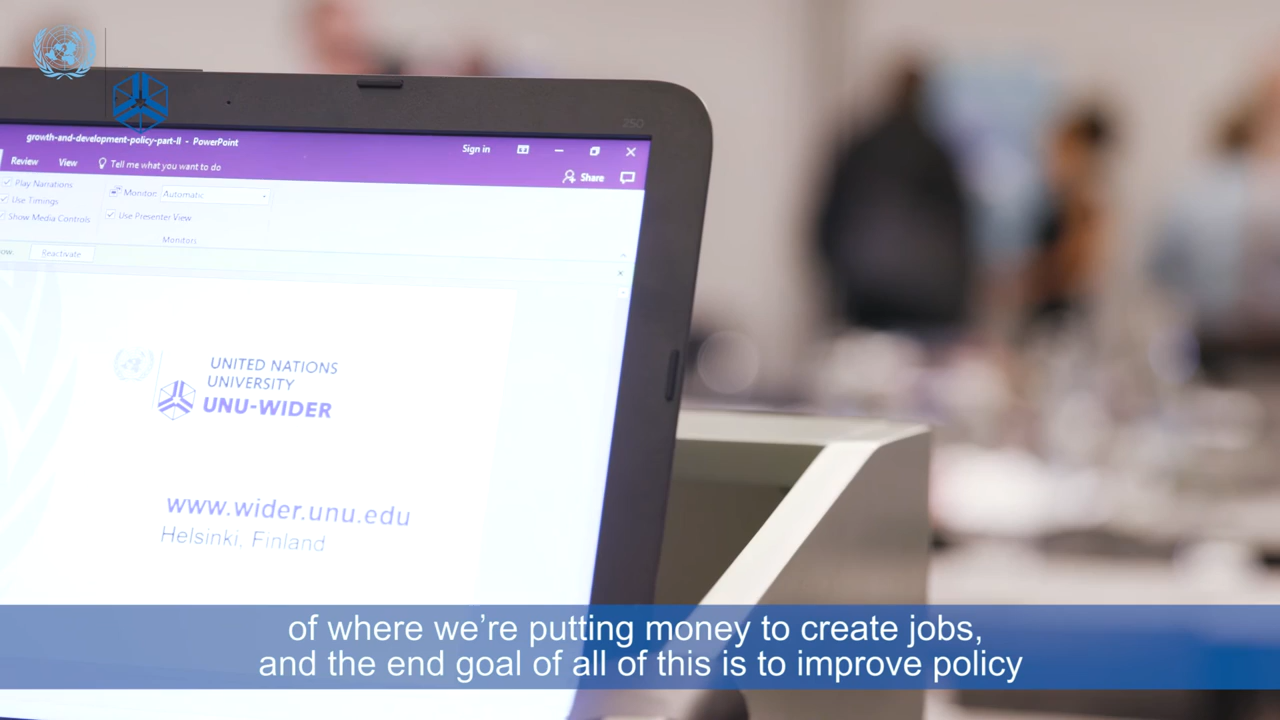 250
growth-and-development-policy-part-II - PowerPoint
Sign in
Review View Tell me what you want to do
Share
Play Narrations
Use Timings
Show Media Controls
Monitor: Automatic
Use Presenter View
Monitors
ow.
Reactivate
UNITED NATIONS
UNIVERSITY
UNU-WIDER
www.wider.unu.edu
Helsinki, Finland
of where we’re putting money to create jobs,
and the end goal of all of this is to improve policy